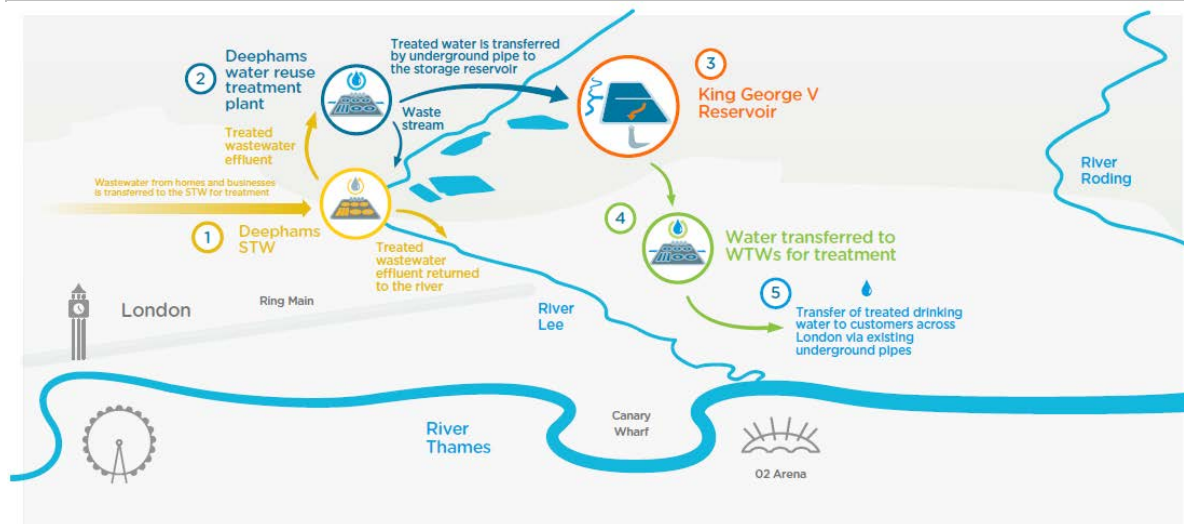 2
Deephams
water reuse
treatment
plant
Treated water is transferred
by underground pipe to
the storage reservoir
3
King George V
Reservoir
Waste
stream
Treated
wastewater
effluent
River
Roding
Wastewater from homes and businesses
is transferred to the STW for treatment
1
Deephams
STW
Treated
wastewater
effluent returned
to the river
4
Water transferred to
WTWs for treatment
5
Transfer of treated drinking
water to customers across
London via existing
underground pipes
London
Ring Main
River
Lee
River
Thames
Canary
Wharf
O2 Arena